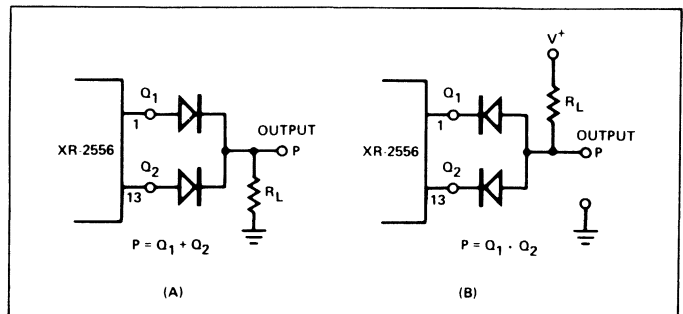 Q1
1
XR-2556
OUTPUT
P
Q2
13
RL
P = Q1 + Q2
(A)
V+
Q1
1
RL
XR-2556
OUTPUT
P
Q2
13
P = Q1 · Q2
(B)